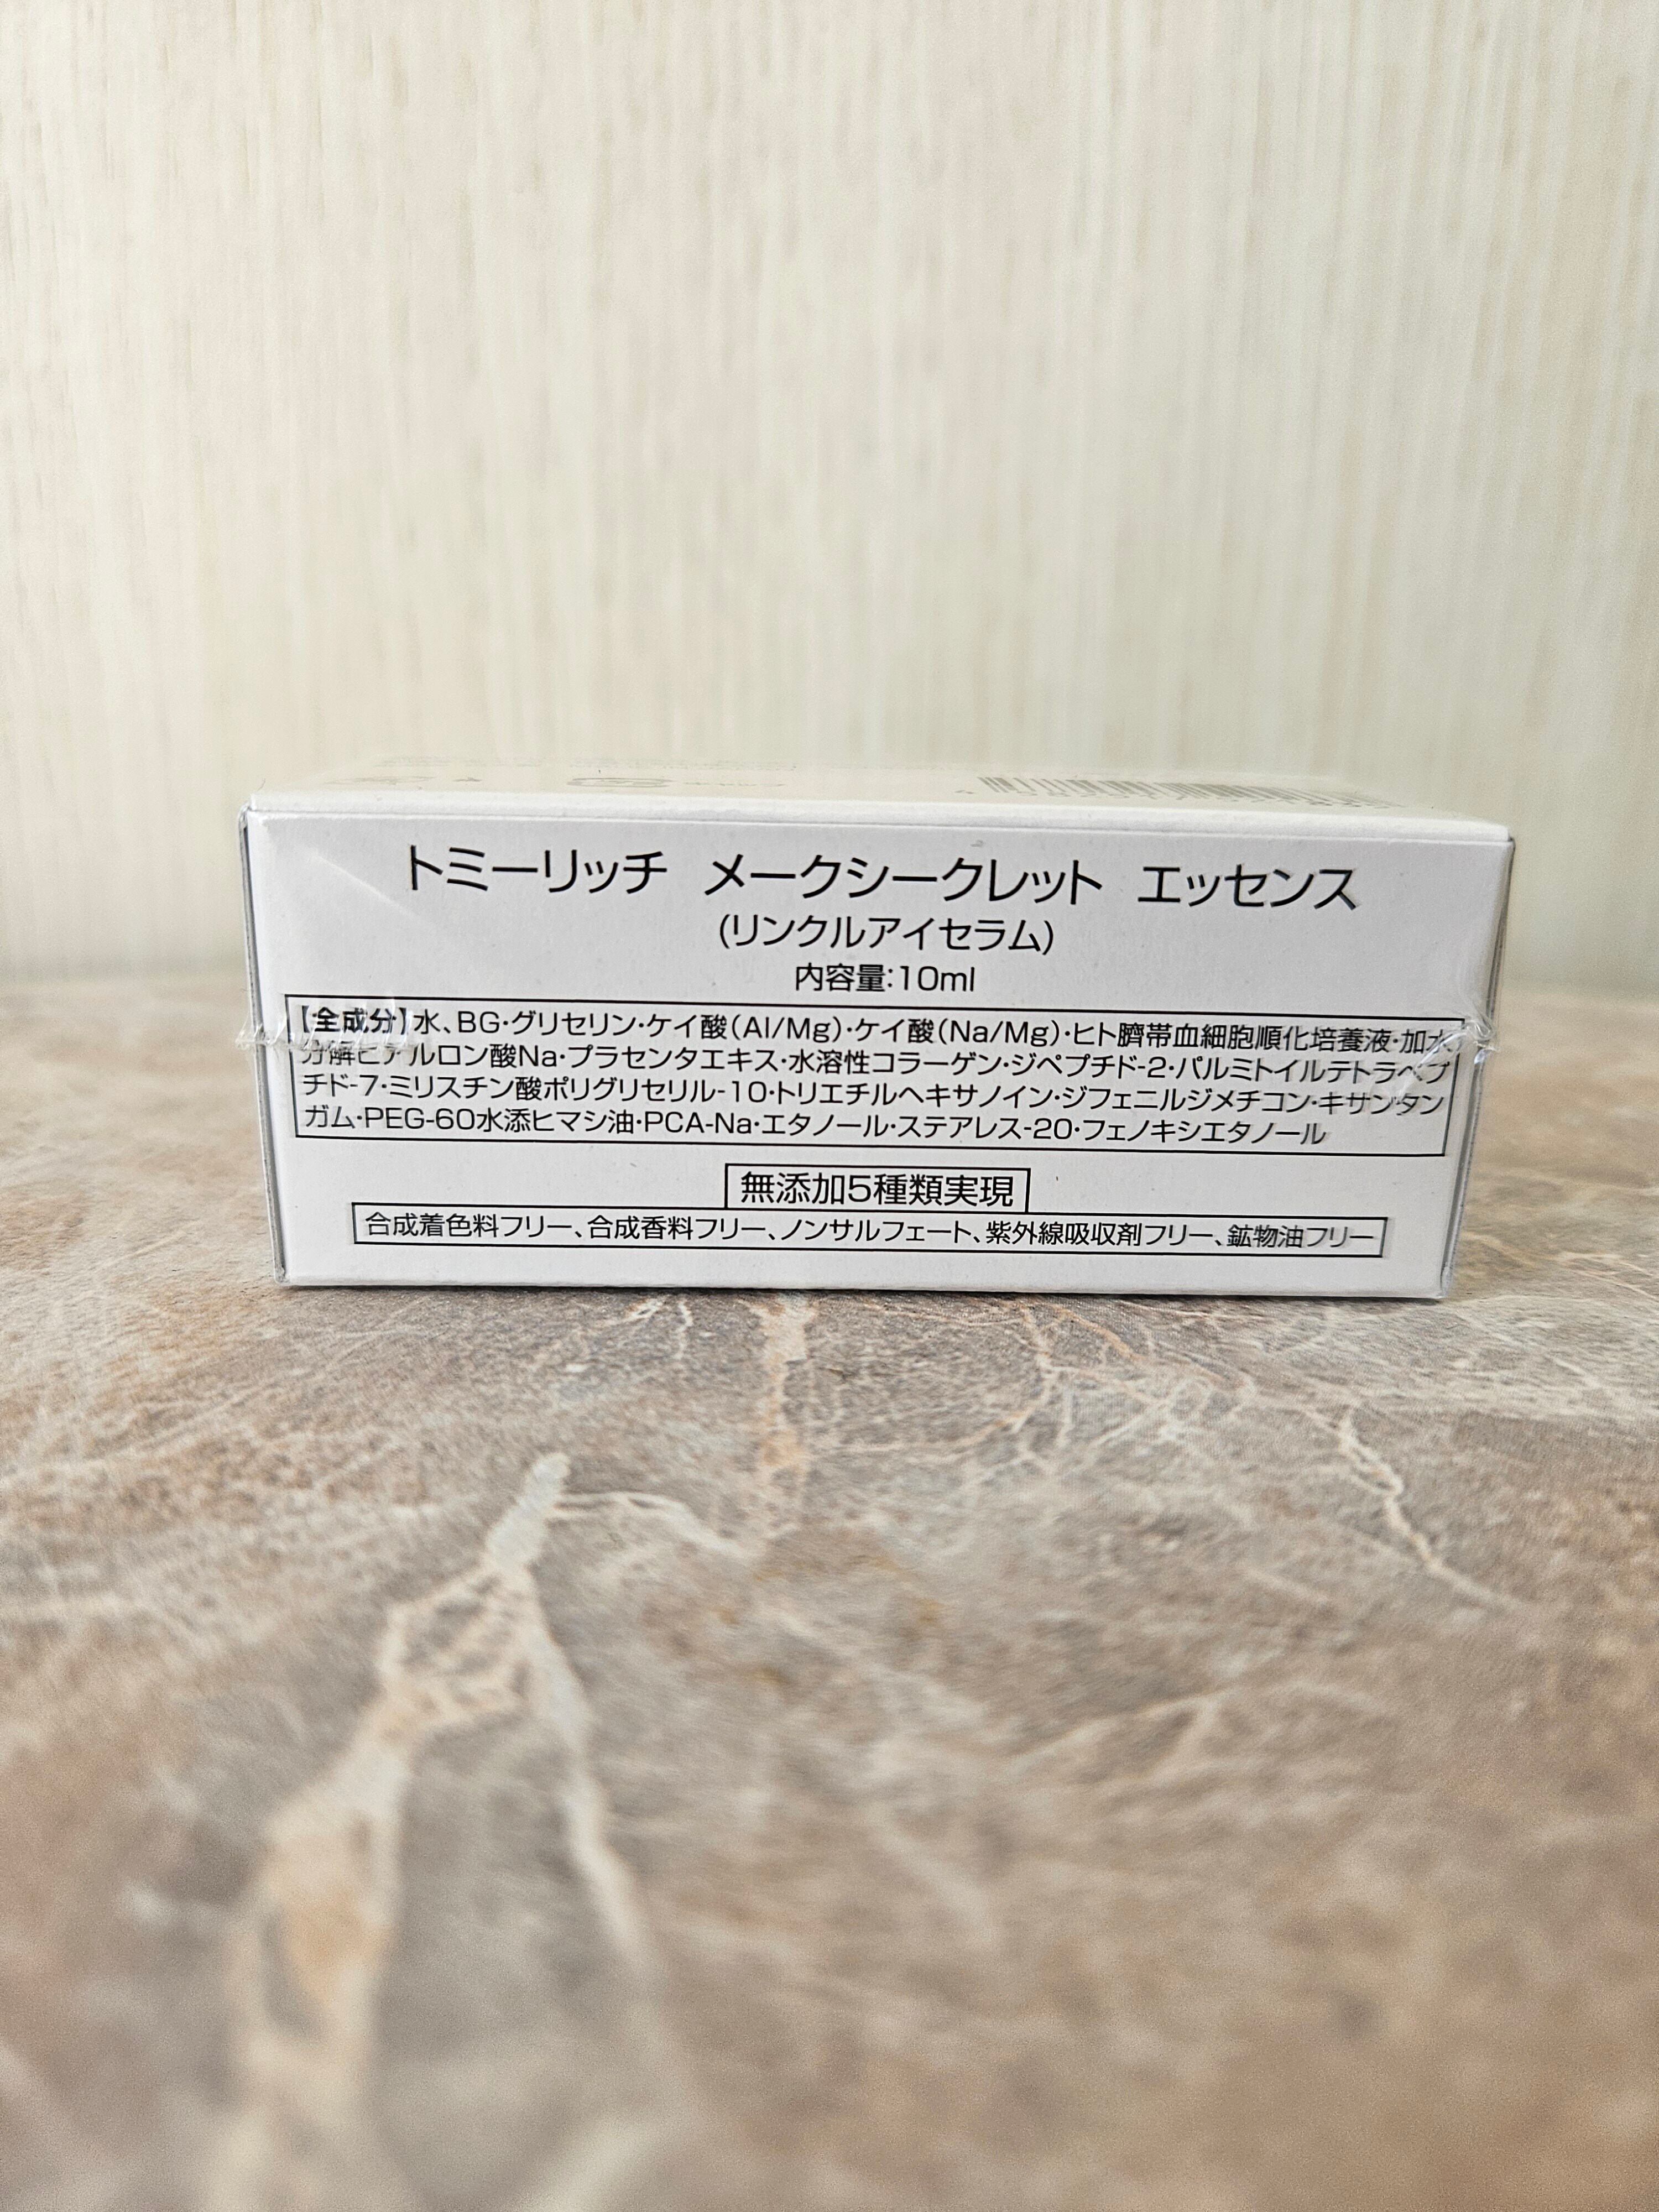 トミーリッチ メークシークレット エッセンス
(リンクルアイセラム)
内容量:10ml
【全成分】水、BG・グリセリン・ケイ酸(Al/Mg)・ケイ酸(Na/Mg)・ヒト臍帯血細胞順化培養液・加水
分解ヒアルロン酸Na・プラセンタエキス・水溶性コラーゲン・ジペプチド-2・パルミトイルテトラペプ
チド-7・ミリスチン酸ポリグリセリル-10・トリエチルヘキサノイン・ジフェニルジメチコン・キサンタン
ガム・PEG-60水添ヒマシ油・PCA-Na・エタノール・ステアレス-20・フェノキシエタノール
無添加5種類実現
合成着色料フリー、合成香料フリー、ノンサルフェート、紫外線吸収剤フリー、鉱物油フリー